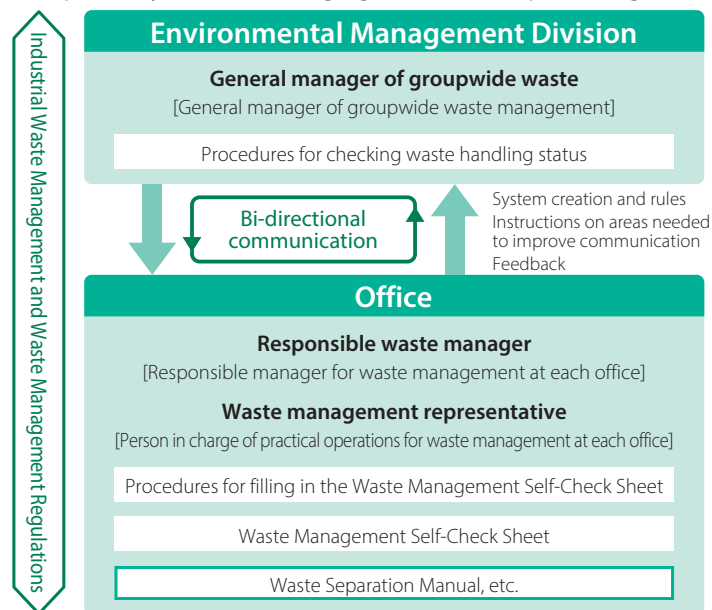 Industrial Waste Management and Waste Management Regulations
Environmental Management Division
General manager of groupwide waste
[General manager of groupwide waste management]
Procedures for checking waste handling status
Bi-directional
communication
System creation and rules
Instructions on areas needed
to improve communication
Feedback
Office
Responsible waste manager
[Responsible manager for waste management at each office]
Waste management representative
[Person in charge of practical operations for waste management at each office]
Procedures for filling in the Waste Management Self-Check Sheet
Waste Management Self-Check Sheet
Waste Separation Manual, etc.